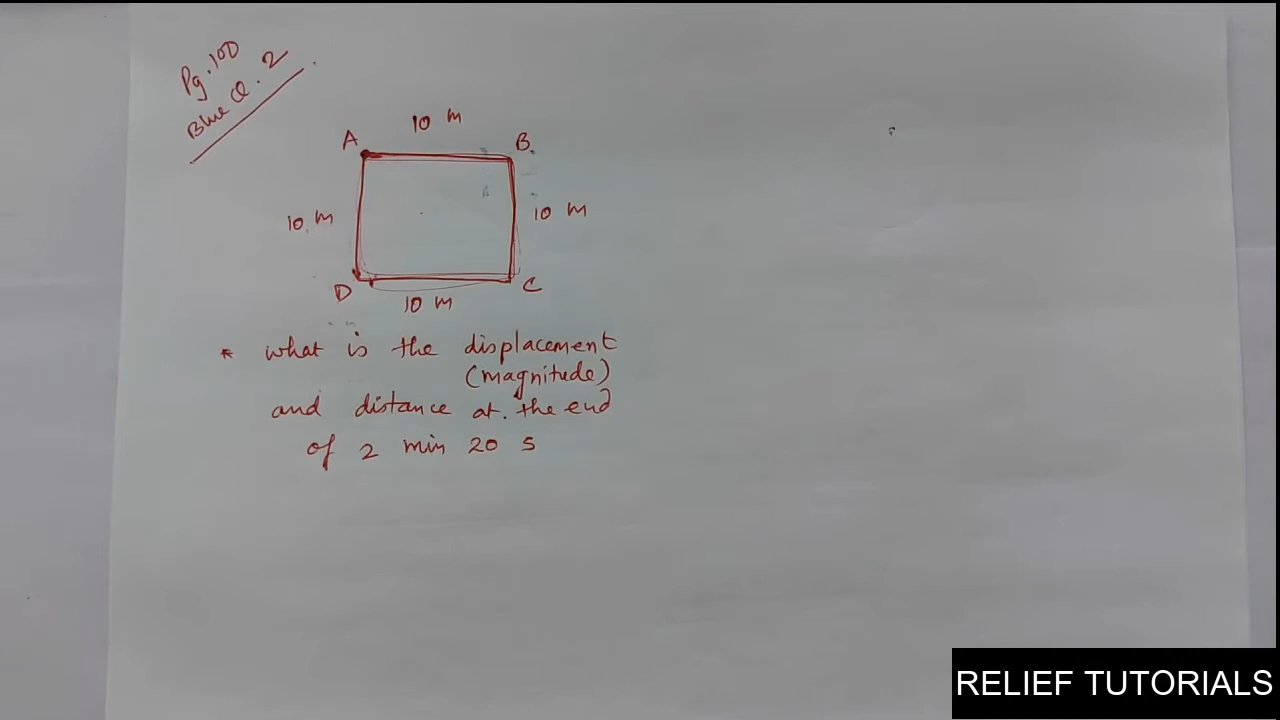 Pg. 100
Blue Q. 2
10 m
A
B
10 m
10 m
D
C
10 m
* what is the displacement
(magnitude)
and distance at the end
of 2 min 20 s
RELIEF TUTORIALS